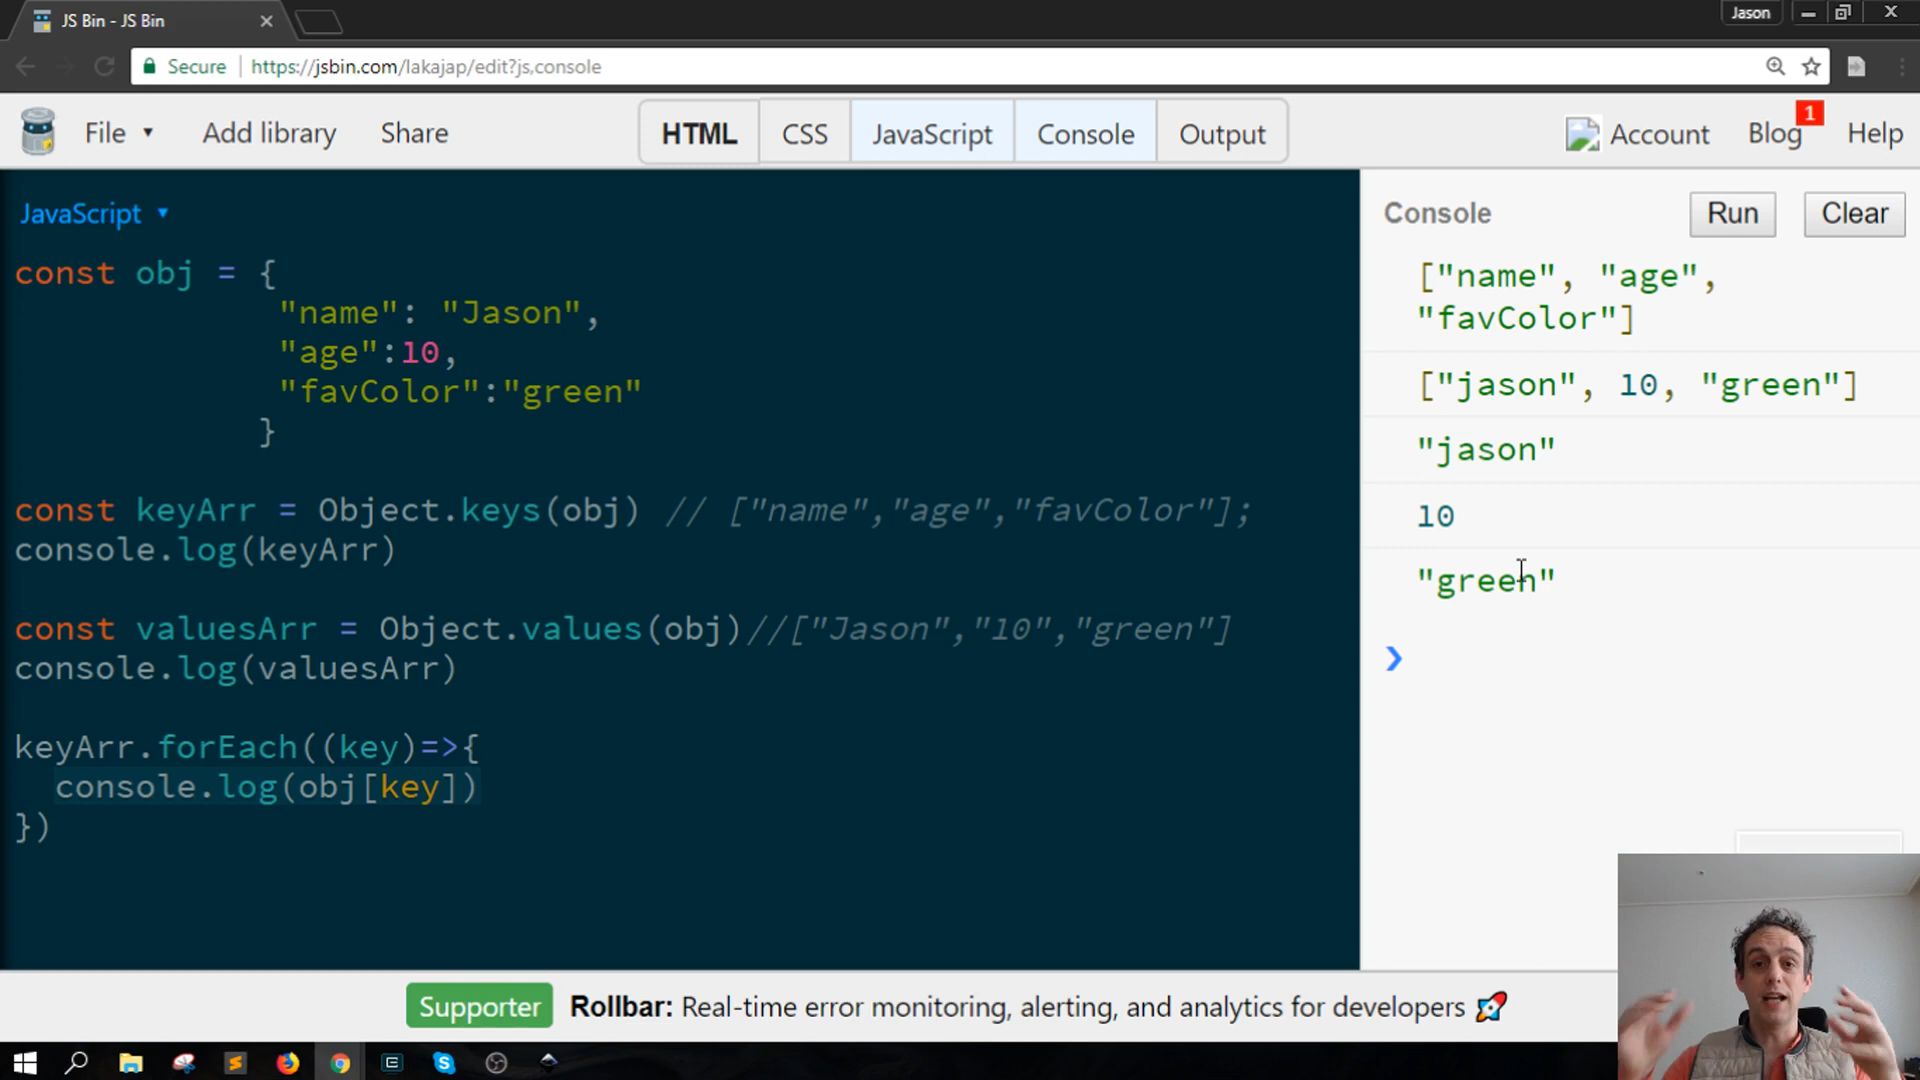 JS Bin - JS Bin
Jason
Secure
https://jsbin.com/lakajap/edit?js,console
File
Add library
Share
HTML
CSS
JavaScript
Console
Output
Account
Blog
1
Help
JavaScript
const obj = {
"name": "Jason",
"age":10,
"favColor":"green"
}
const keyArr = Object.keys(obj) // ["name","age","favColor"];
console.log(keyArr)
const valuesArr = Object.values(obj)//["Jason","10","green"]
console.log(valuesArr)
keyArr.forEach((key)=>{
console.log(obj[key])
})
Console
Run
Clear
["name", "age",
"favColor"]
["jason", 10, "green"]
"jason"
10
"green"
Supporter
Rollbar: Real-time error monitoring, alerting, and analytics for developers 🚀